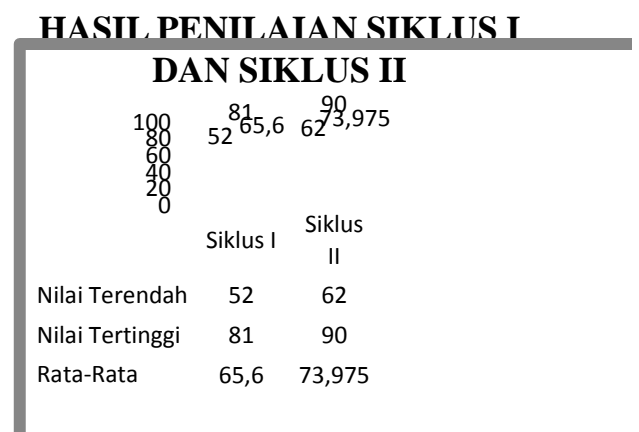 HASIL PENILAIAN SIKLUS I
DAN SIKLUS II
100
80
60
40
20
0
52 81 65,6 62 90 73,975
Siklus I
Siklus
II
Nilai Terendah 52 62
Nilai Tertinggi 81 90
Rata-Rata 65,6 73,975